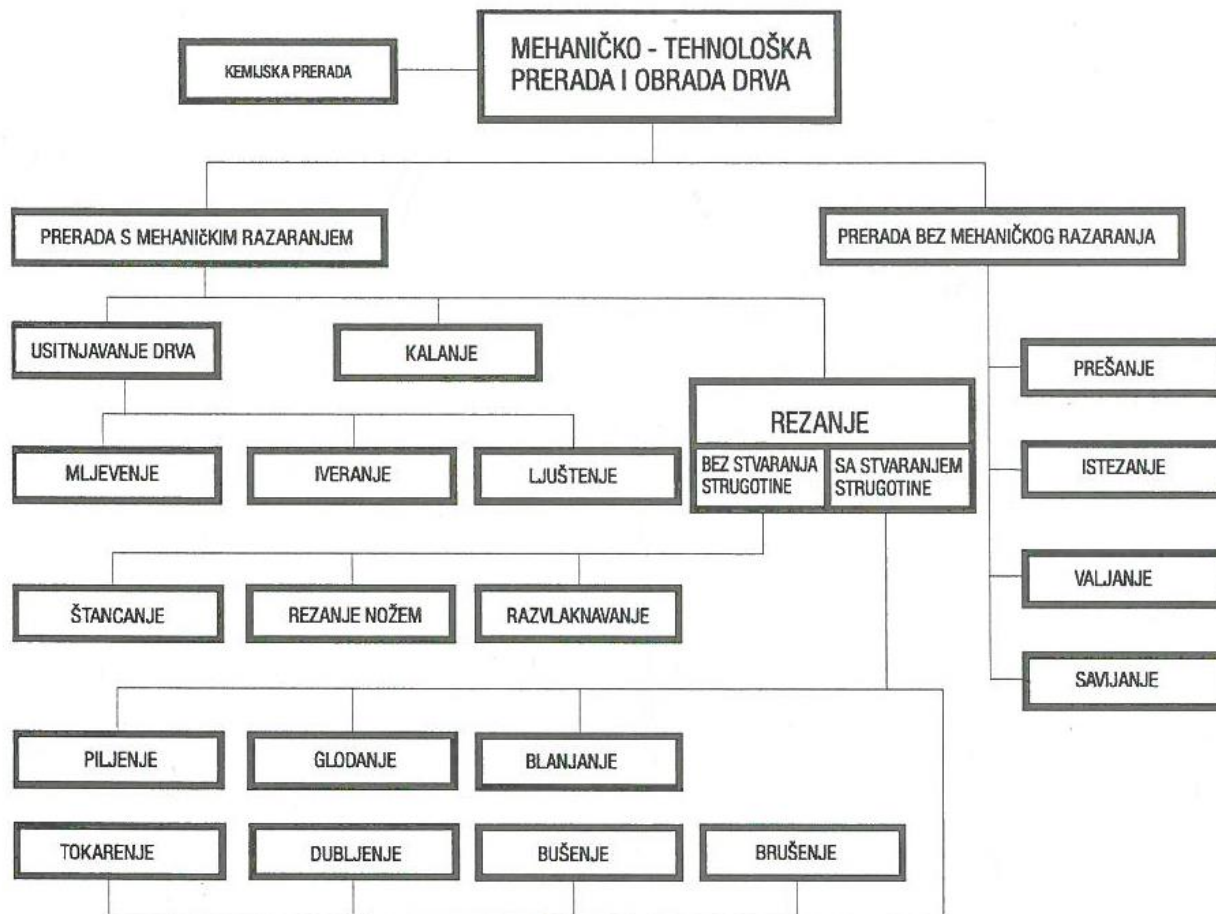 KEMIJSKA PRERADA
MEHANIČKO - TEHNOLOŠKA
PRERADA I OBRADA DRVA
PRERADA S MEHANIČKIM RAZARANJEM
PRERADA BEZ MEHANIČKOG RAZARANJA
USITNJAVANJE DRVA
KALANJE
PREŠANJE
REZANJE
BEZ STVARANJA
STRUGOTINE
SA STVARANJEM
STRUGOTINE
MLJEVENJE
IVERANJE
LJUŠTENJE
ISTEZANJE
ŠTANCANJE
REZANJE NOŽEM
RAZVLAKNAVANJE
VALJANJE
SAVIJANJE
PILJENJE
GLODANJE
BLANJANJE
TOKARENJE
DUBLJENJE
BUŠENJE
BRUŠENJE